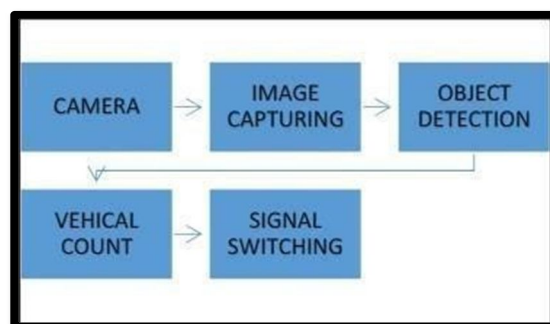 CAMERA
IMAGE
CAPTURING
OBJECT
DETECTION
VEHICAL
COUNT
SIGNAL
SWITCHING